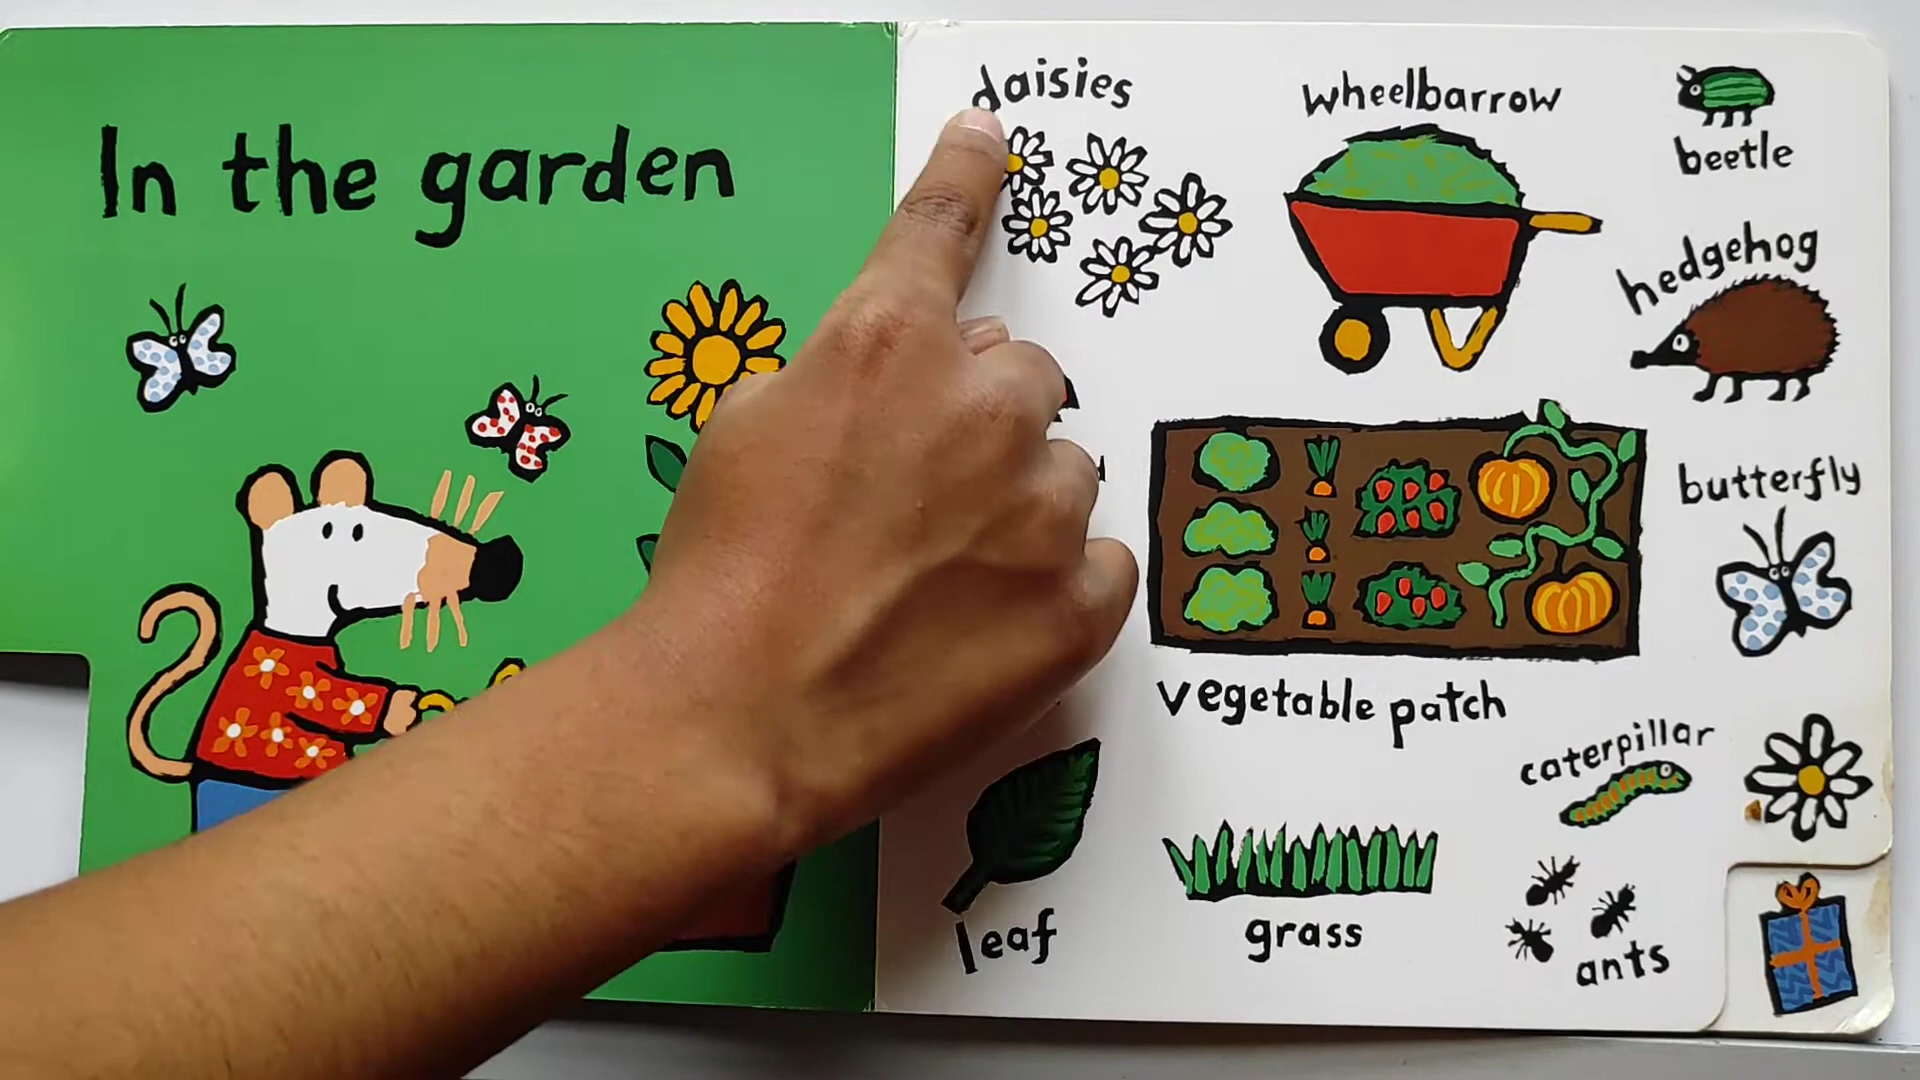 In the garden
daisies
wheelbarrow
beetle
hedgehog
butterfly
vegetable patch
caterpillar
leaf
grass
ants